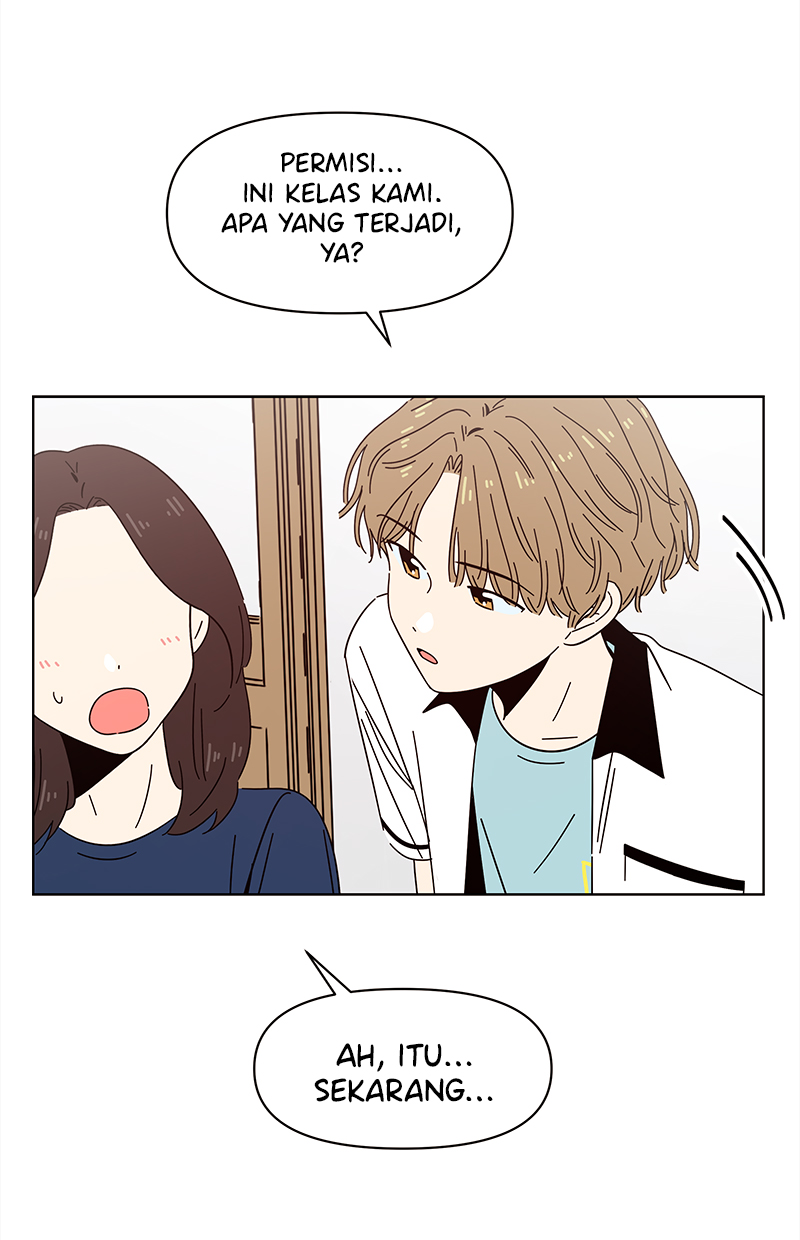 PERMISI...
INI KELAS KAMI.
APA YANG TERJADI,
YA?
AH, ITU...
SEKARANG...